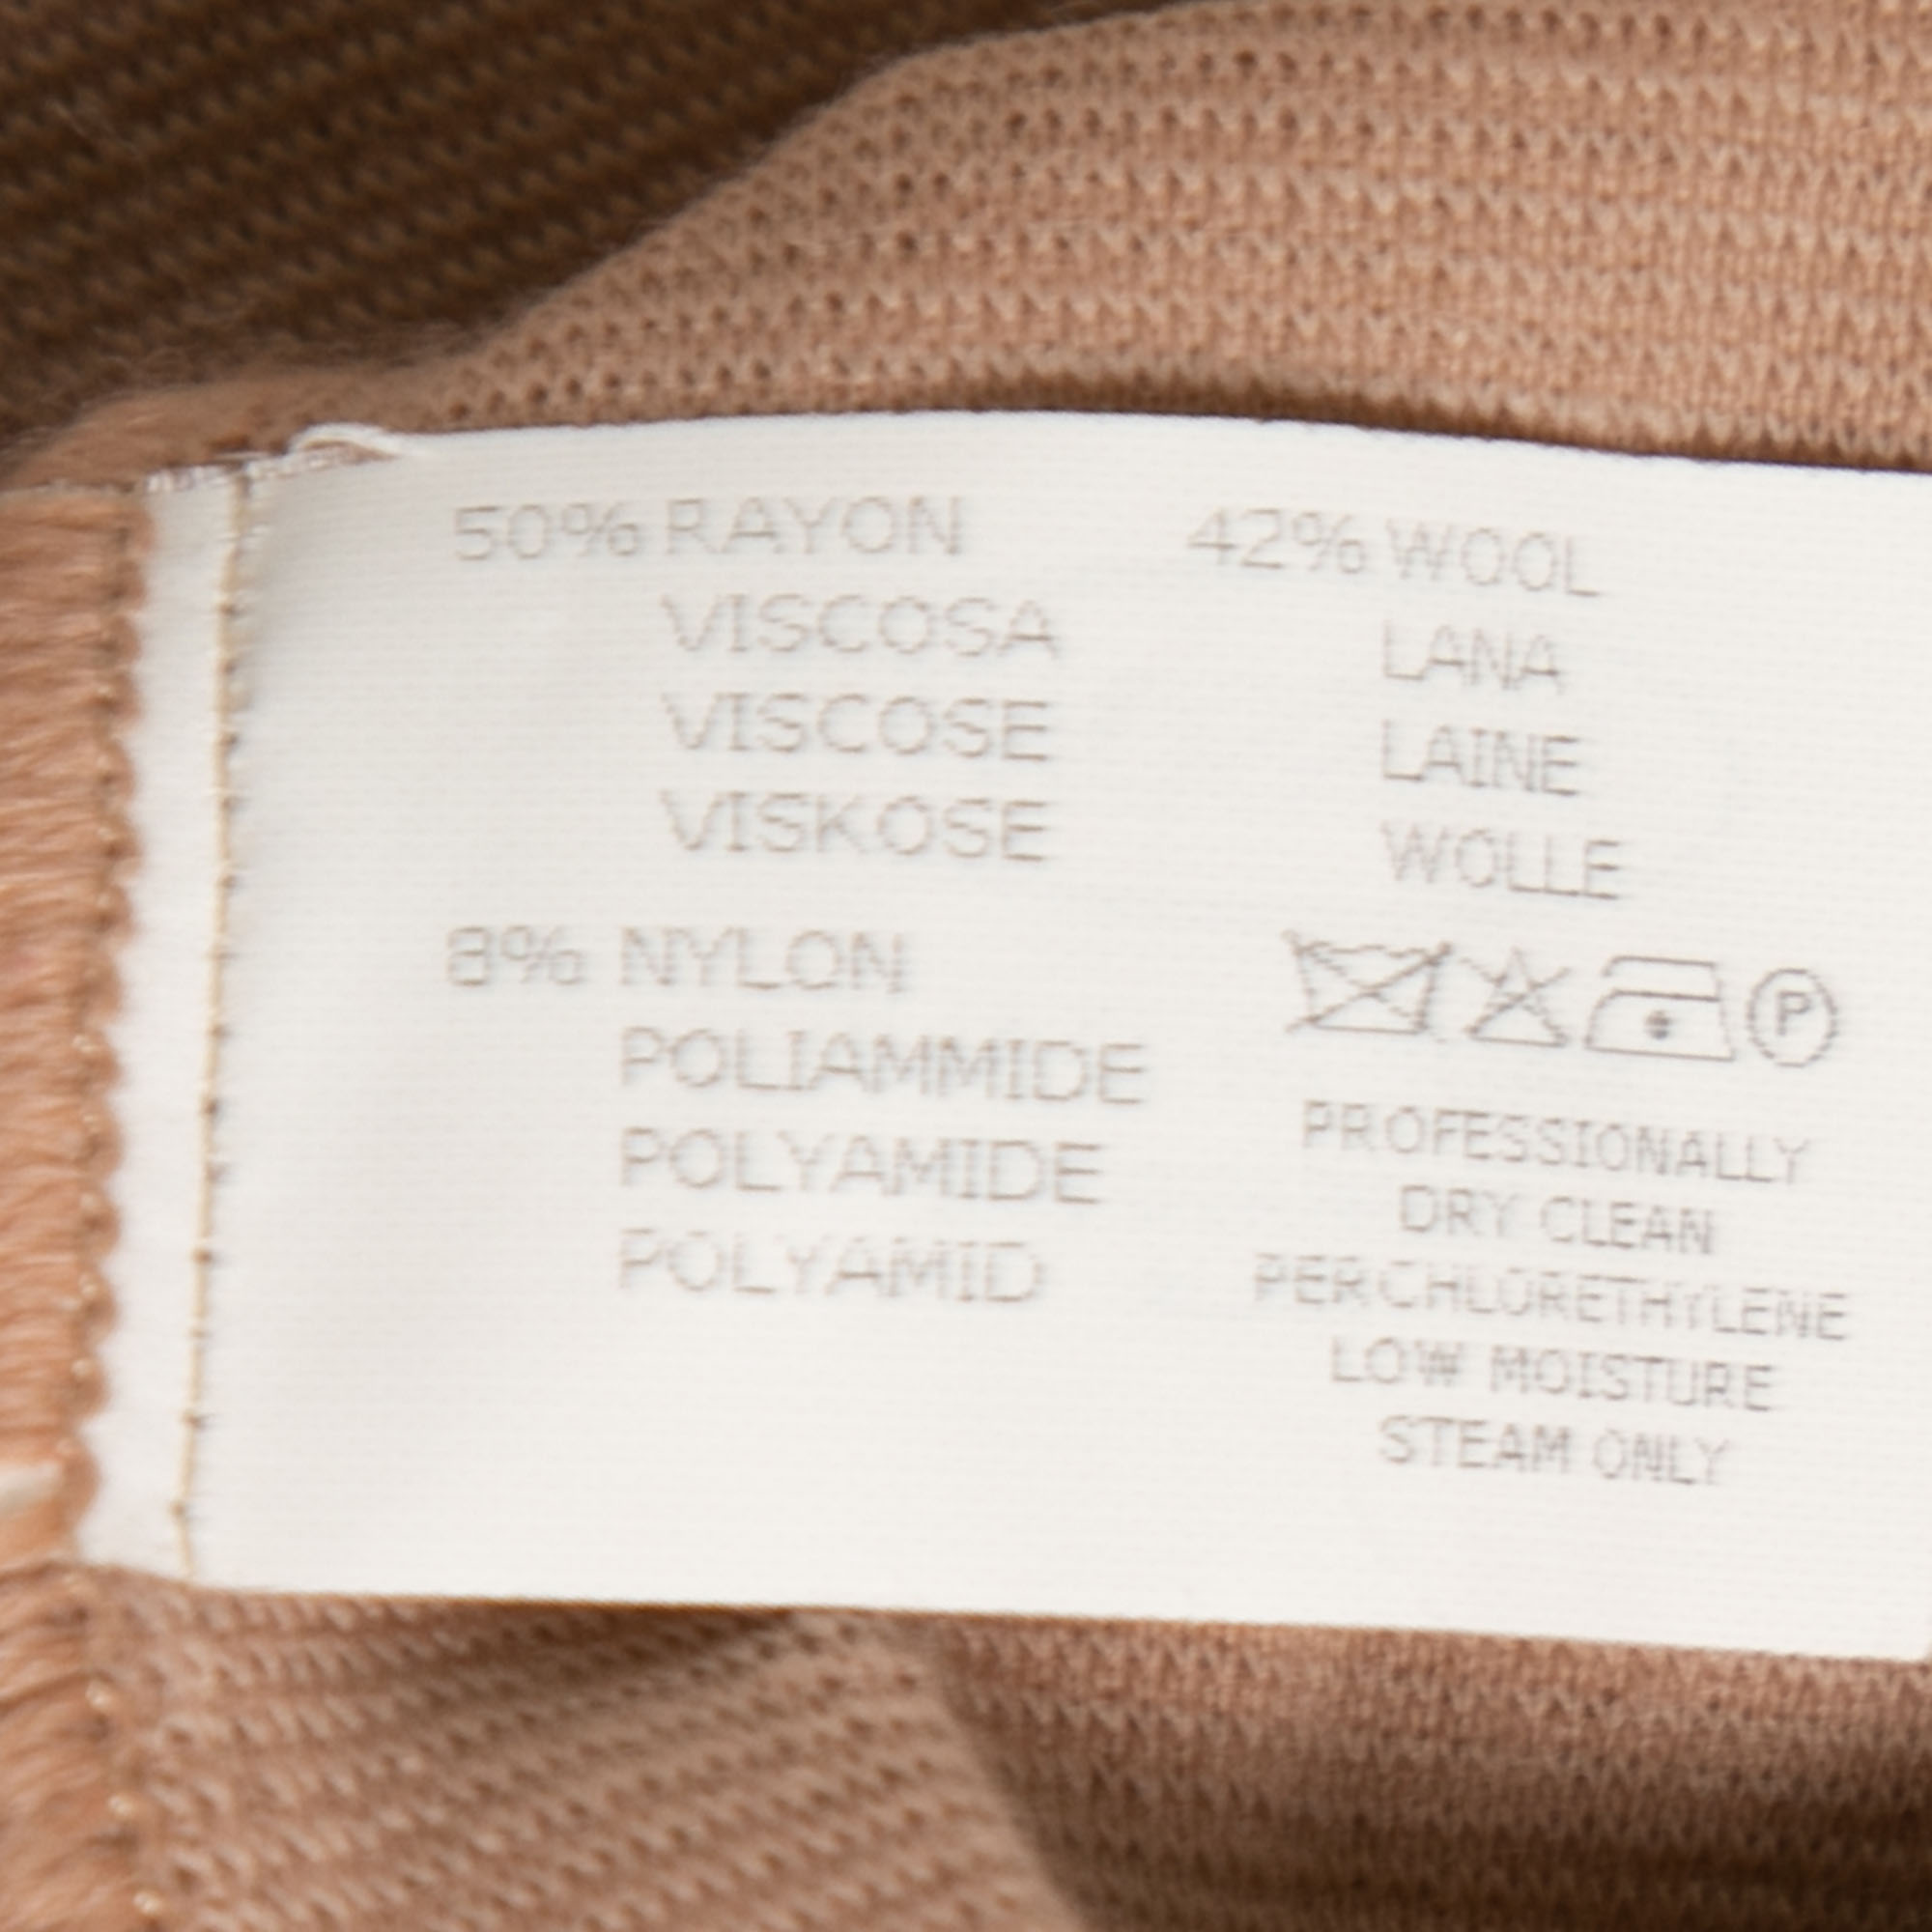 50% RAYON
VISCOSA
VISCOSE
VISKOSE
8% NYLON
POLIAMMIDE
POLYAMIDE
POLYAMID
42% WOOL
LANA
LAINE
WOLLE
P
PROFESSIONALLY
DRY CLEAN
PERCHLORETHYLENE
LOW MOISTURE
STEAM ONLY